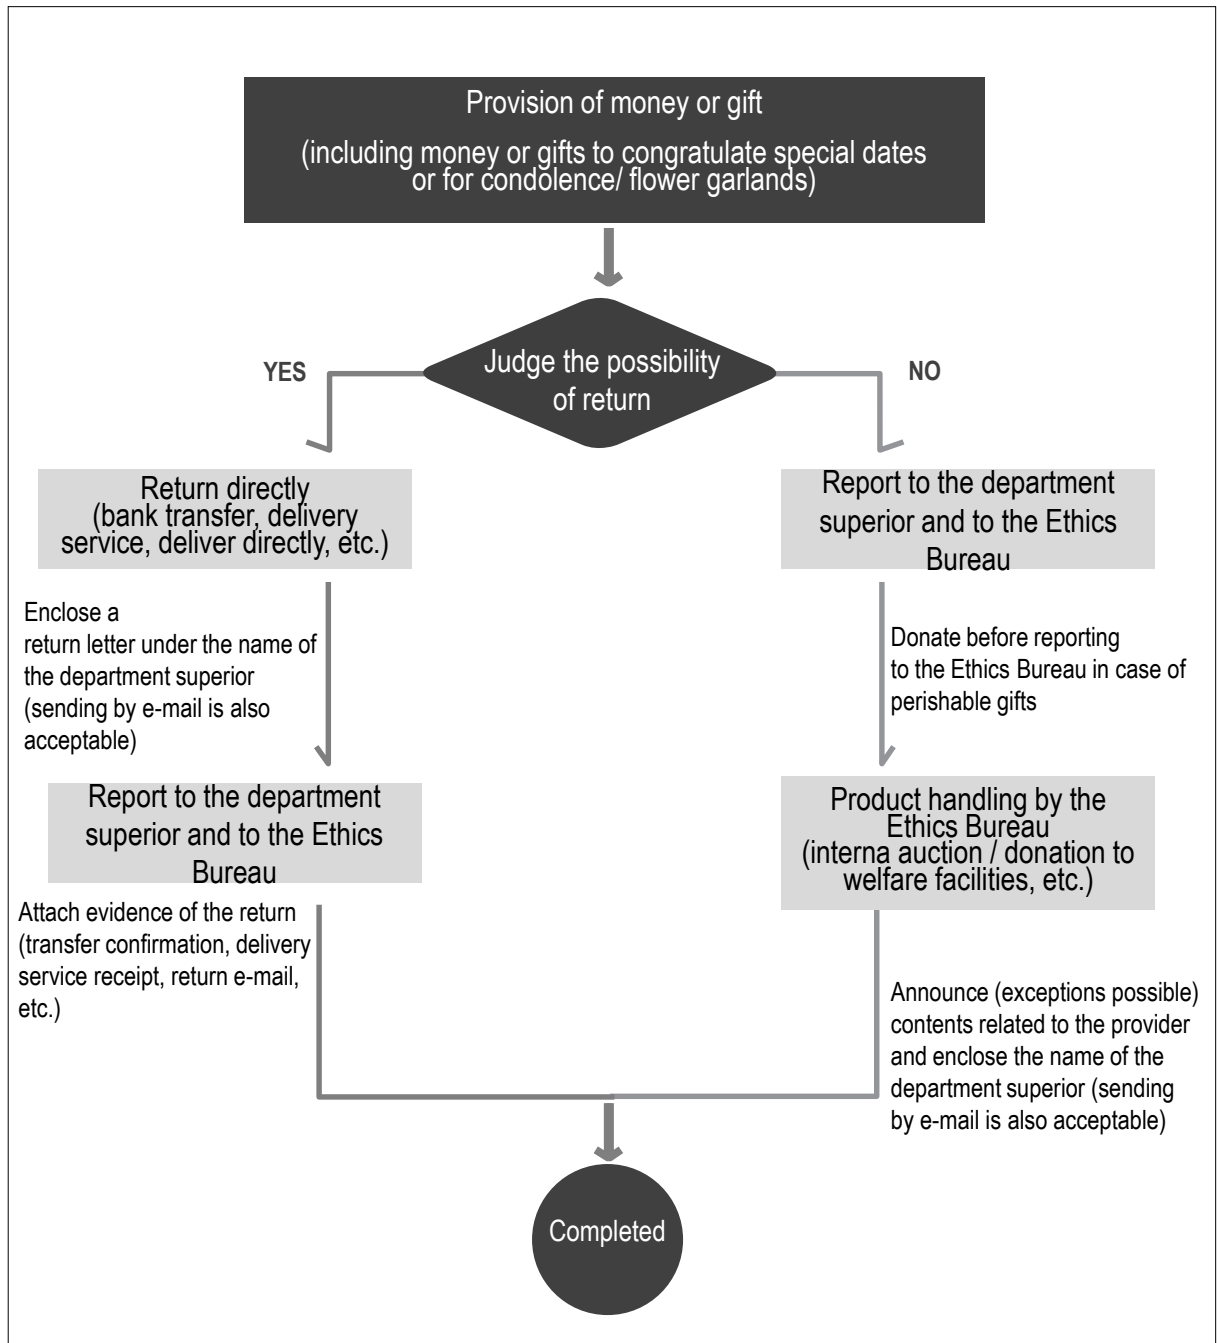 Provision of money or gift
(including money or gifts to congratulate special dates
or for condolence/ flower garlands)
Judge the possibility
of return
YES
NO
Return directly
(bank transfer, delivery
service, deliver directly, etc.)
Report to the department
superior and to the Ethics
Bureau
Enclose a
return letter under the name of
the department superior
(sending by e-mail is also
acceptable)
Donate before reporting
to the Ethics Bureau in case of
perishable gifts
Report to the department
superior and to the Ethics
Bureau
Product handling by the
Ethics Bureau
(interna auction / donation to
welfare facilities, etc.)
Attach evidence of the return
(transfer confirmation, delivery
service receipt, return e-mail,
etc.)
Announce (exceptions possible)
contents related to the provider
and enclose the name of the
department superior (sending
by e-mail is also acceptable)
Completed